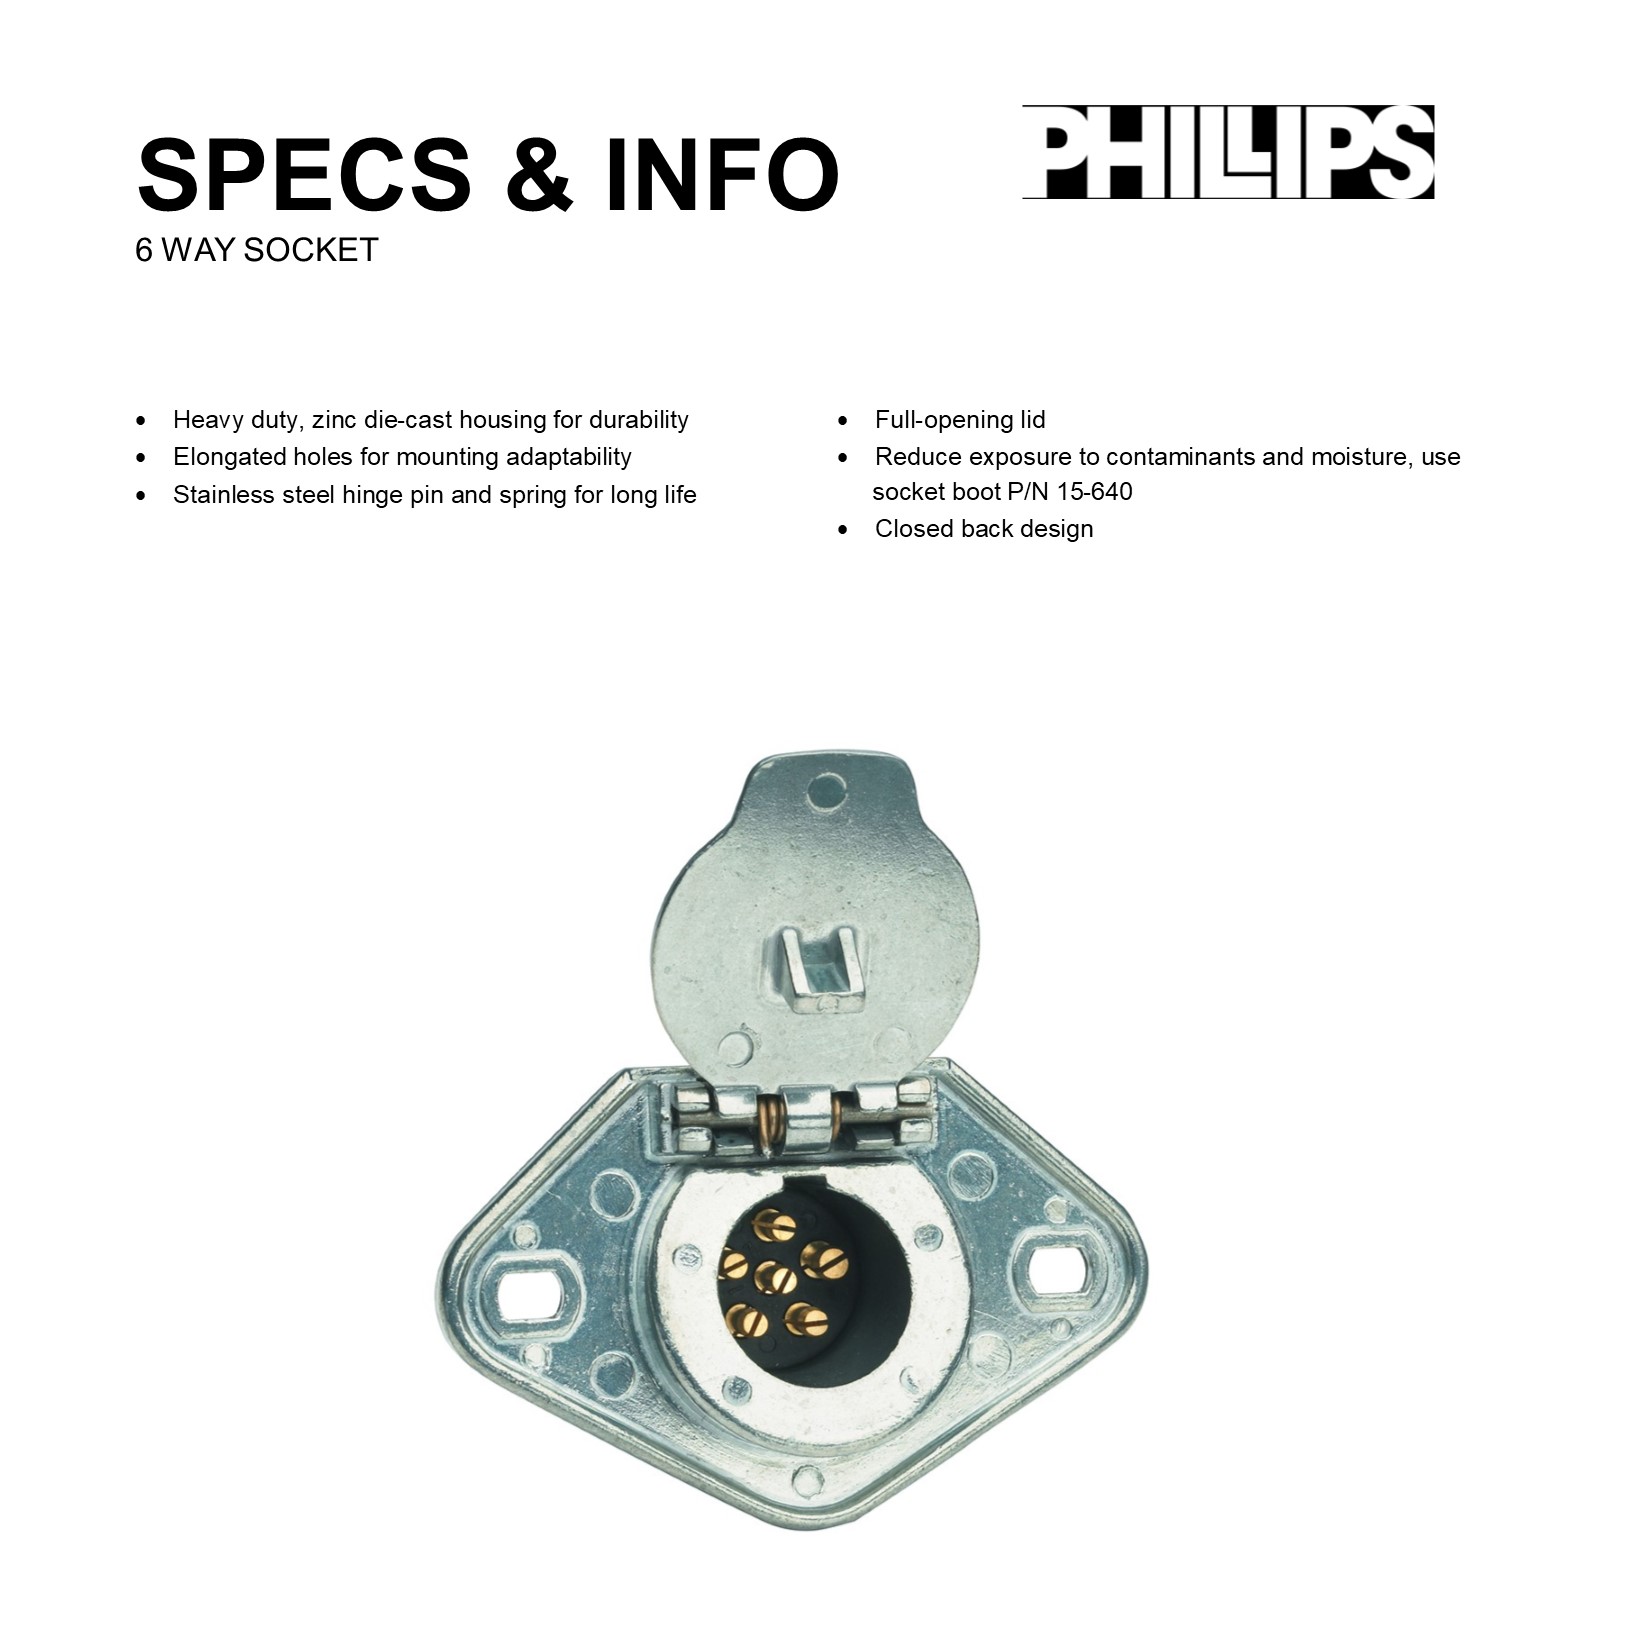 SPECS & INFO
PHILLIPS
6 WAY SOCKET
• Heavy duty, zinc die-cast housing for durability
• Elongated holes for mounting adaptability
• Stainless steel hinge pin and spring for long life
• Full-opening lid
• Reduce exposure to contaminants and moisture, use
socket boot P/N 15-640
• Closed back design